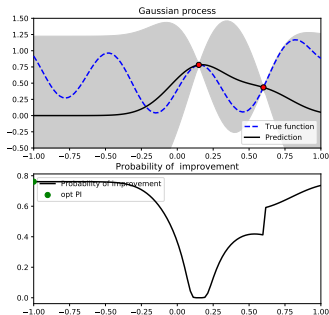 Gaussian process
1.50
1.25
1.00
0.75
0.50
0.25
0.00
−0.25
−0.50
True function
Prediction
−1.00 −0.75 −0.50 −0.25 0.00 0.25 0.50 0.75 1.00
Probability of  improvement
0.8
0.6
0.4
0.2
0.0
Probability of improvement
opt PI
−1.00 −0.75 −0.50 −0.25 0.00 0.25 0.50 0.75 1.00